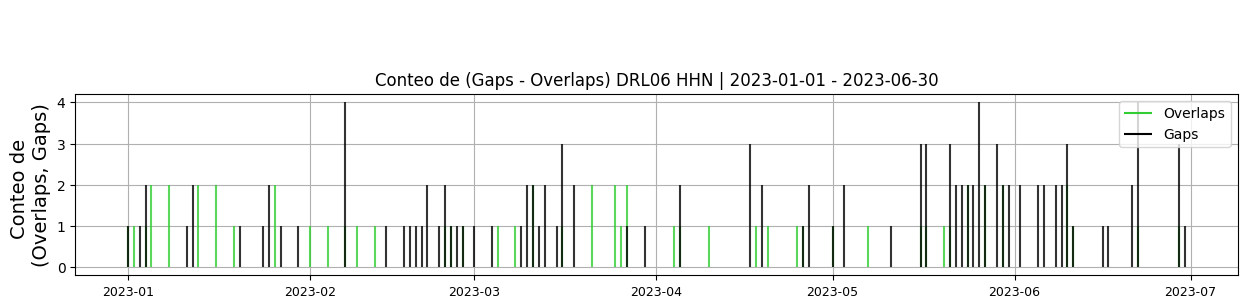 Conteo de (Gaps - Overlaps) DRL06 HHN | 2023-01-01 - 2023-06-30
Conteo de
(Overlaps, Gaps)
4
3
2
1
0
Overlaps
Gaps
2023-01
2023-02
2023-03
2023-04
2023-05
2023-06
2023-07